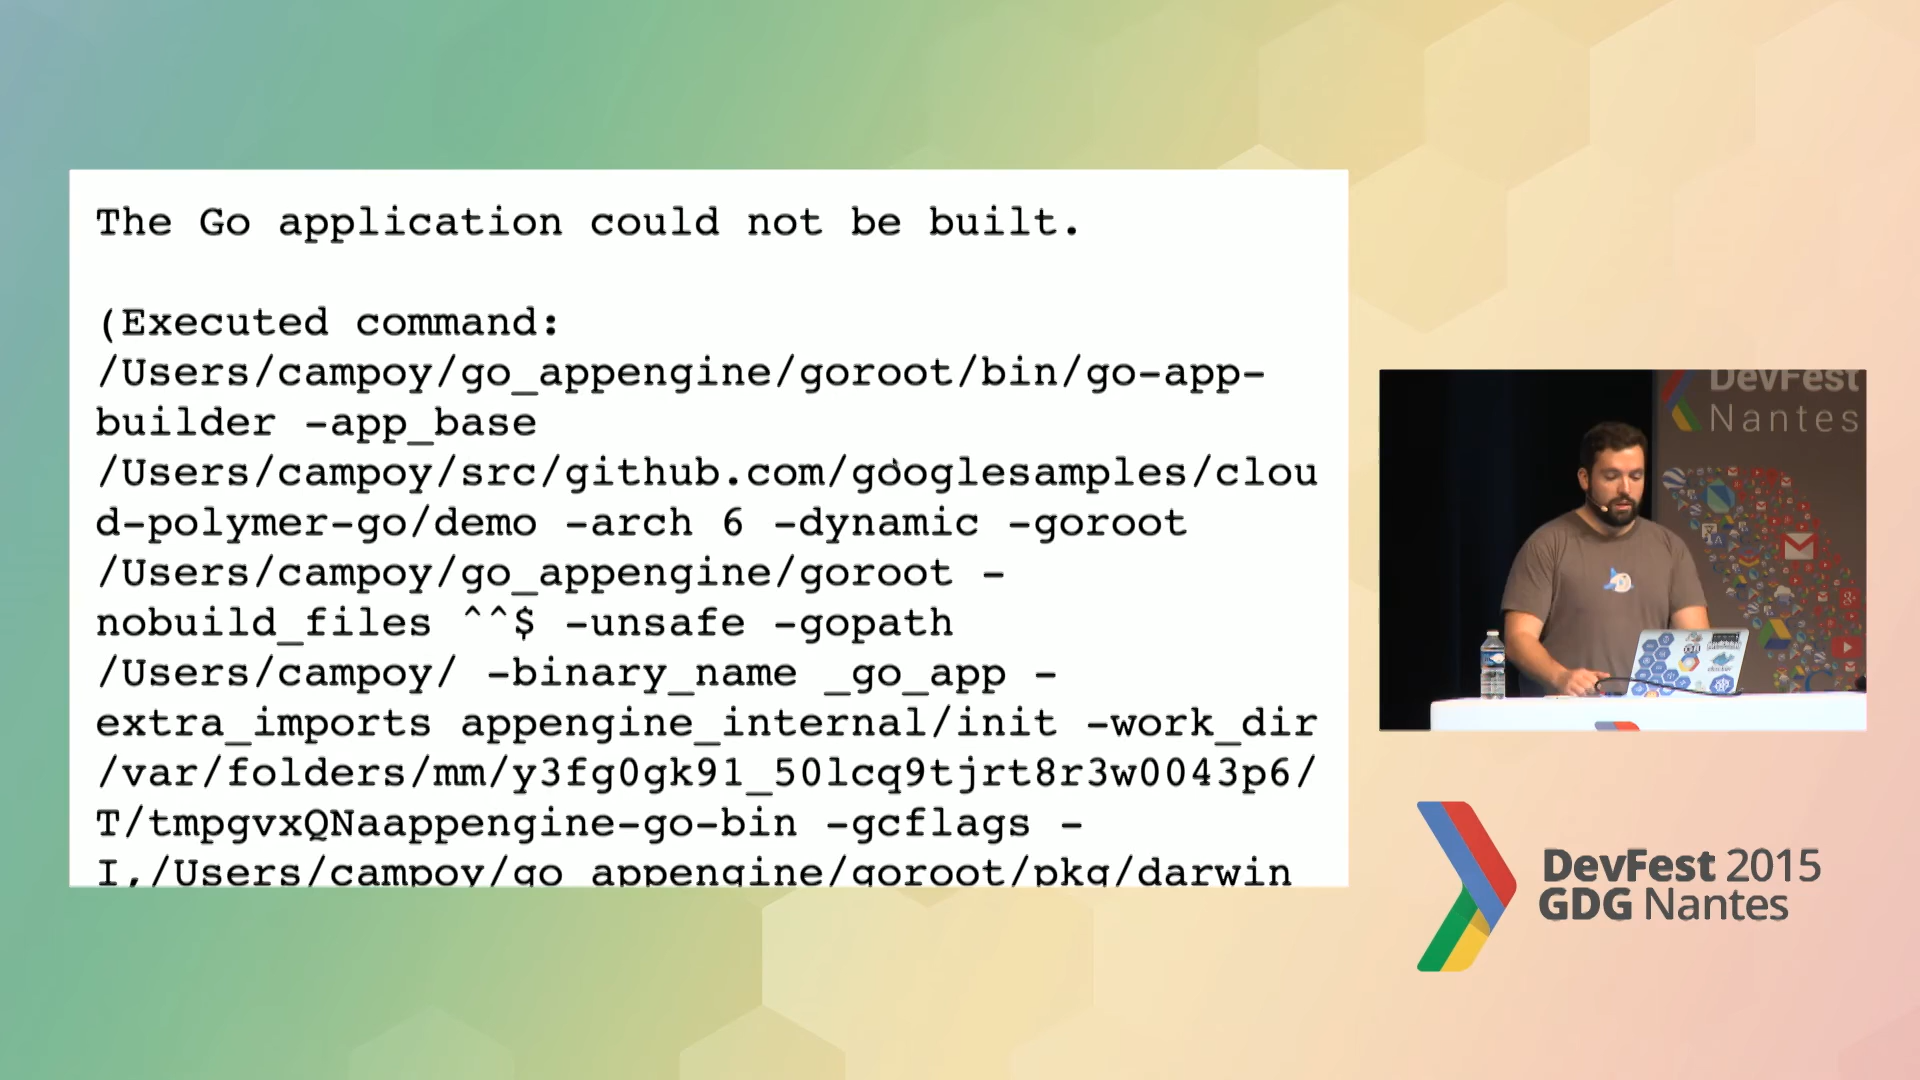 The Go application could not be built.
(Executed command:
/Users/campoy/go_appengine/goroot/bin/go-app-
builder -app_base
/Users/campoy/src/github.com/googlesamples/clou
d-polymer-go/demo -arch 6 -dynamic -goroot
/Users/campoy/go_appengine/goroot -
nobuild_files ^^$ -unsafe -gopath
/Users/campoy/ -binary_name _go_app -
extra_imports appengine_internal/init -work_dir
/var/folders/mm/y3fg0gk91_50lcq9tjrt8r3w0043p6/
T/tmpgvxQNaappengine-go-bin -gcflags -
I,/Users/campoy/go_appengine/goroot/pkg/darwin
DevFest
Nantes
docker
DevFest 2015
GDG Nantes